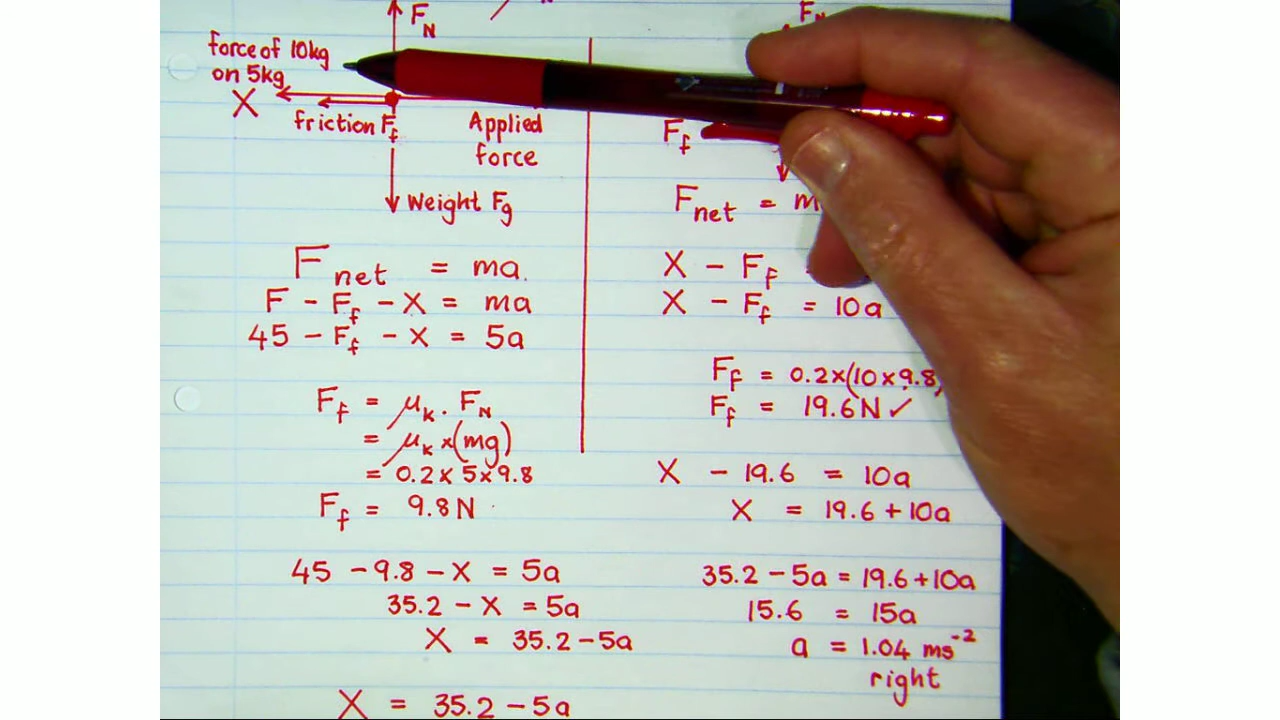 F_N
force of 10kg
on 5kg
X
friction F_f
Applied
force
Weight F_g
F_net = ma
F - F_f - X = ma
45 - F_f - X = 5a
F_f = μ_k . F_N
= μ_k × (mg)
= 0.2 × 5 × 9.8
F_f = 9.8 N
45 - 9.8 - X = 5a
35.2 - X = 5a
X = 35.2 - 5a
X = 35.2 - 5a
F_N
F_f
F_net = m
X - F_f
X - F_f = 10a
F_f = 0.2×(10×9.8)
F_f = 19.6 N ✓
X - 19.6 = 10a
X = 19.6 + 10a
35.2 - 5a = 19.6 + 10a
15.6 = 15a
a = 1.04 ms⁻²
right